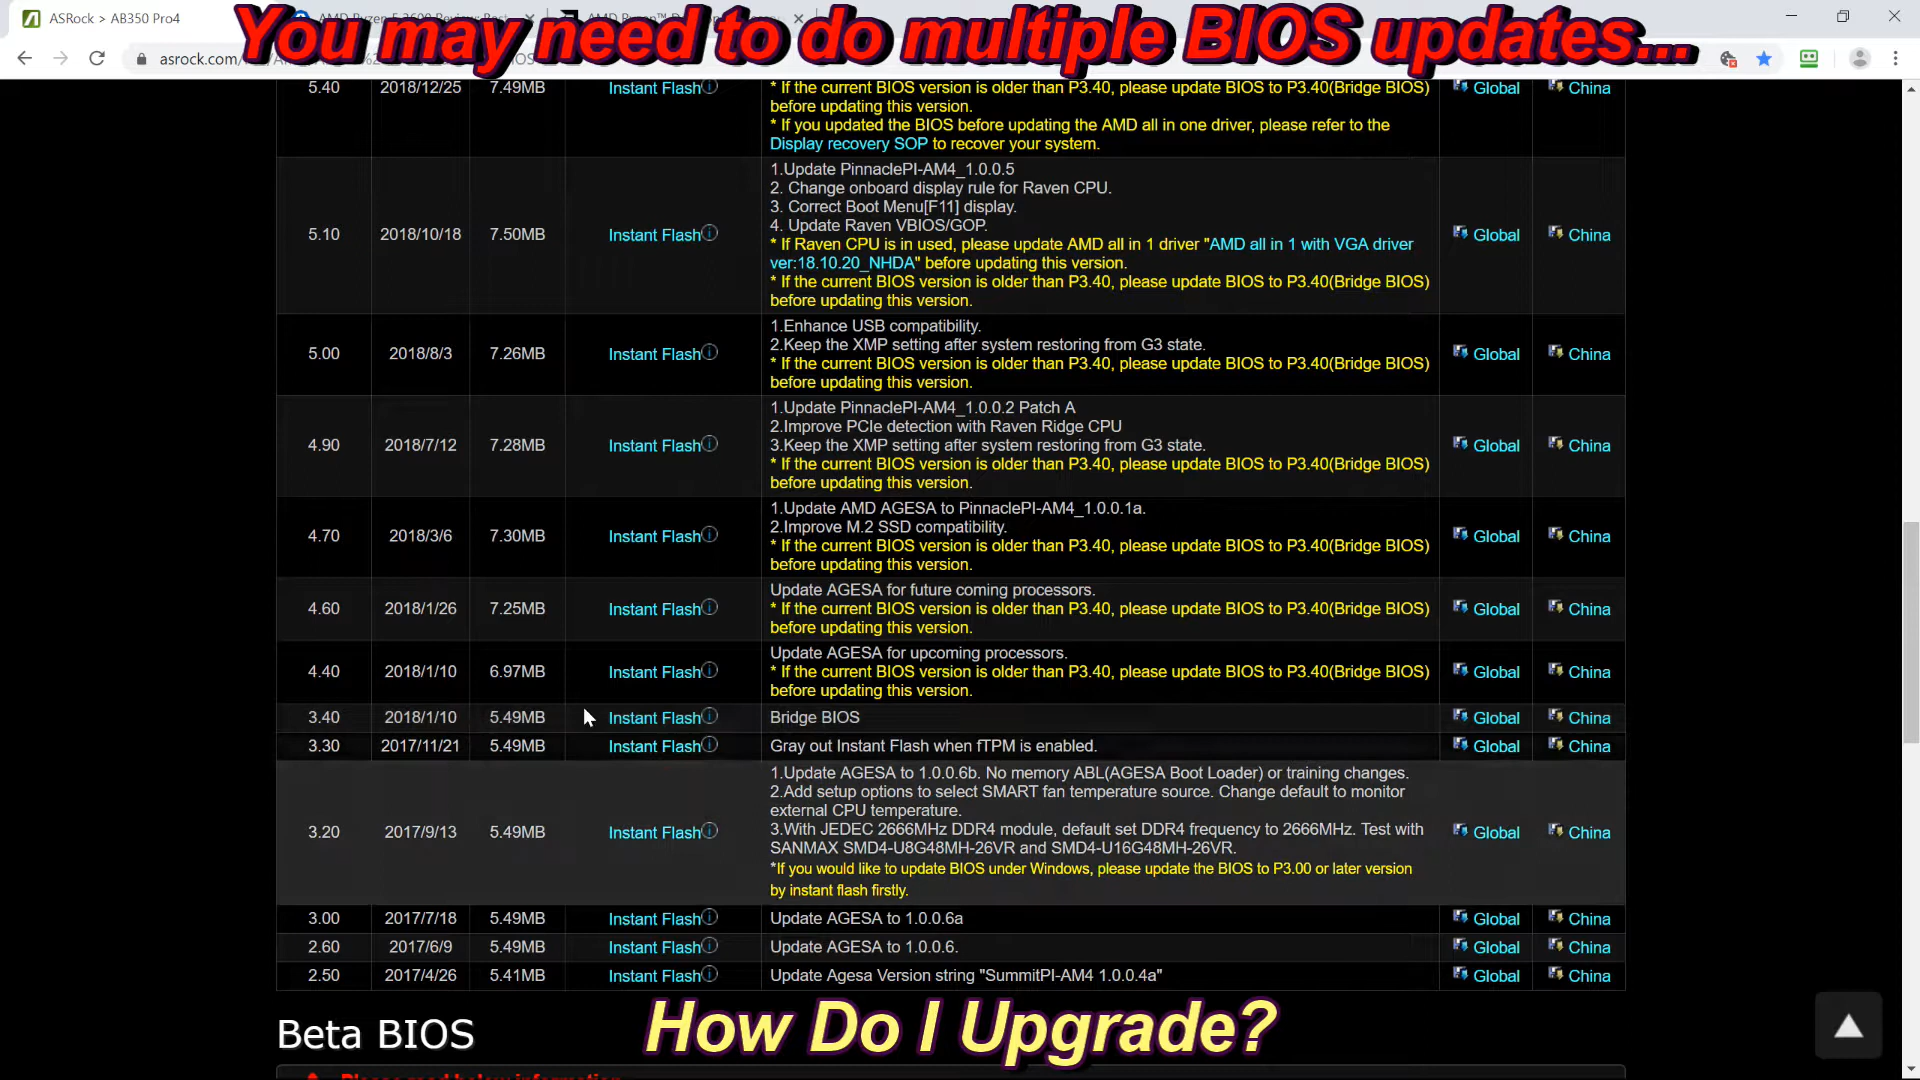 ASRock > AB350 Pro4
You may need to do multiple BIOS updates...
asrock.com
5.40 2018/12/25 7.49MB Instant Flash * If the current BIOS version is older than P3.40, please update BIOS to P3.40(Bridge BIOS) Global China
before updating this version.
* If you updated the BIOS before updating the AMD all in one driver, please refer to the
Display recovery SOP to recover your system.
1.Update PinnaclePI-AM4_1.0.0.5
2. Change onboard display rule for Raven CPU.
3. Correct Boot Menu[F11] display.
4. Update Raven VBIOS/GOP.
5.10 2018/10/18 7.50MB Instant Flash Global China
* If Raven CPU is in used, please update AMD all in 1 driver "AMD all in 1 with VGA driver
ver:18.10.20_NHDA" before updating this version.
* If the current BIOS version is older than P3.40, please update BIOS to P3.40(Bridge BIOS)
before updating this version.
1.Enhance USB compatibility.
2.Keep the XMP setting after system restoring from G3 state.
5.00 2018/8/3 7.26MB Instant Flash Global China
* If the current BIOS version is older than P3.40, please update BIOS to P3.40(Bridge BIOS)
before updating this version.
1.Update PinnaclePI-AM4_1.0.0.2 Patch A
2.Improve PCIe detection with Raven Ridge CPU
4.90 2018/7/12 7.28MB Instant Flash 3.Keep the XMP setting after system restoring from G3 state. Global China
* If the current BIOS version is older than P3.40, please update BIOS to P3.40(Bridge BIOS)
before updating this version.
1.Update AMD AGESA to PinnaclePI-AM4_1.0.0.1a.
2.Improve M.2 SSD compatibility.
4.70 2018/3/6 7.30MB Instant Flash Global China
* If the current BIOS version is older than P3.40, please update BIOS to P3.40(Bridge BIOS)
before updating this version.
Update AGESA for future coming processors.
4.60 2018/1/26 7.25MB Instant Flash * If the current BIOS version is older than P3.40, please update BIOS to P3.40(Bridge BIOS) Global China
before updating this version.
Update AGESA for upcoming processors.
4.40 2018/1/10 6.97MB Instant Flash * If the current BIOS version is older than P3.40, please update BIOS to P3.40(Bridge BIOS) Global China
before updating this version.
3.40 2018/1/10 5.49MB Instant Flash Bridge BIOS Global China
3.30 2017/11/21 5.49MB Instant Flash Gray out Instant Flash when fTPM is enabled. Global China
1.Update AGESA to 1.0.0.6b. No memory ABL(AGESA Boot Loader) or training changes.
2.Add setup options to select SMART fan temperature source. Change default to monitor
external CPU temperature.
3.20 2017/9/13 5.49MB Instant Flash 3.With JEDEC 2666MHz DDR4 module, default set DDR4 frequency to 2666MHz. Test with Global China
SANMAX SMD4-U8G48MH-26VR and SMD4-U16G48MH-26VR.
*If you would like to update BIOS under Windows, please update the BIOS to P3.00 or later version
by instant flash firstly.
3.00 2017/7/18 5.49MB Instant Flash Update AGESA to 1.0.0.6a Global China
2.60 2017/6/9 5.49MB Instant Flash Update AGESA to 1.0.0.6. Global China
2.50 2017/4/26 5.41MB Instant Flash Update Agesa Version string "SummitPI-AM4 1.0.0.4a" Global China
Beta BIOS
How Do I Upgrade?